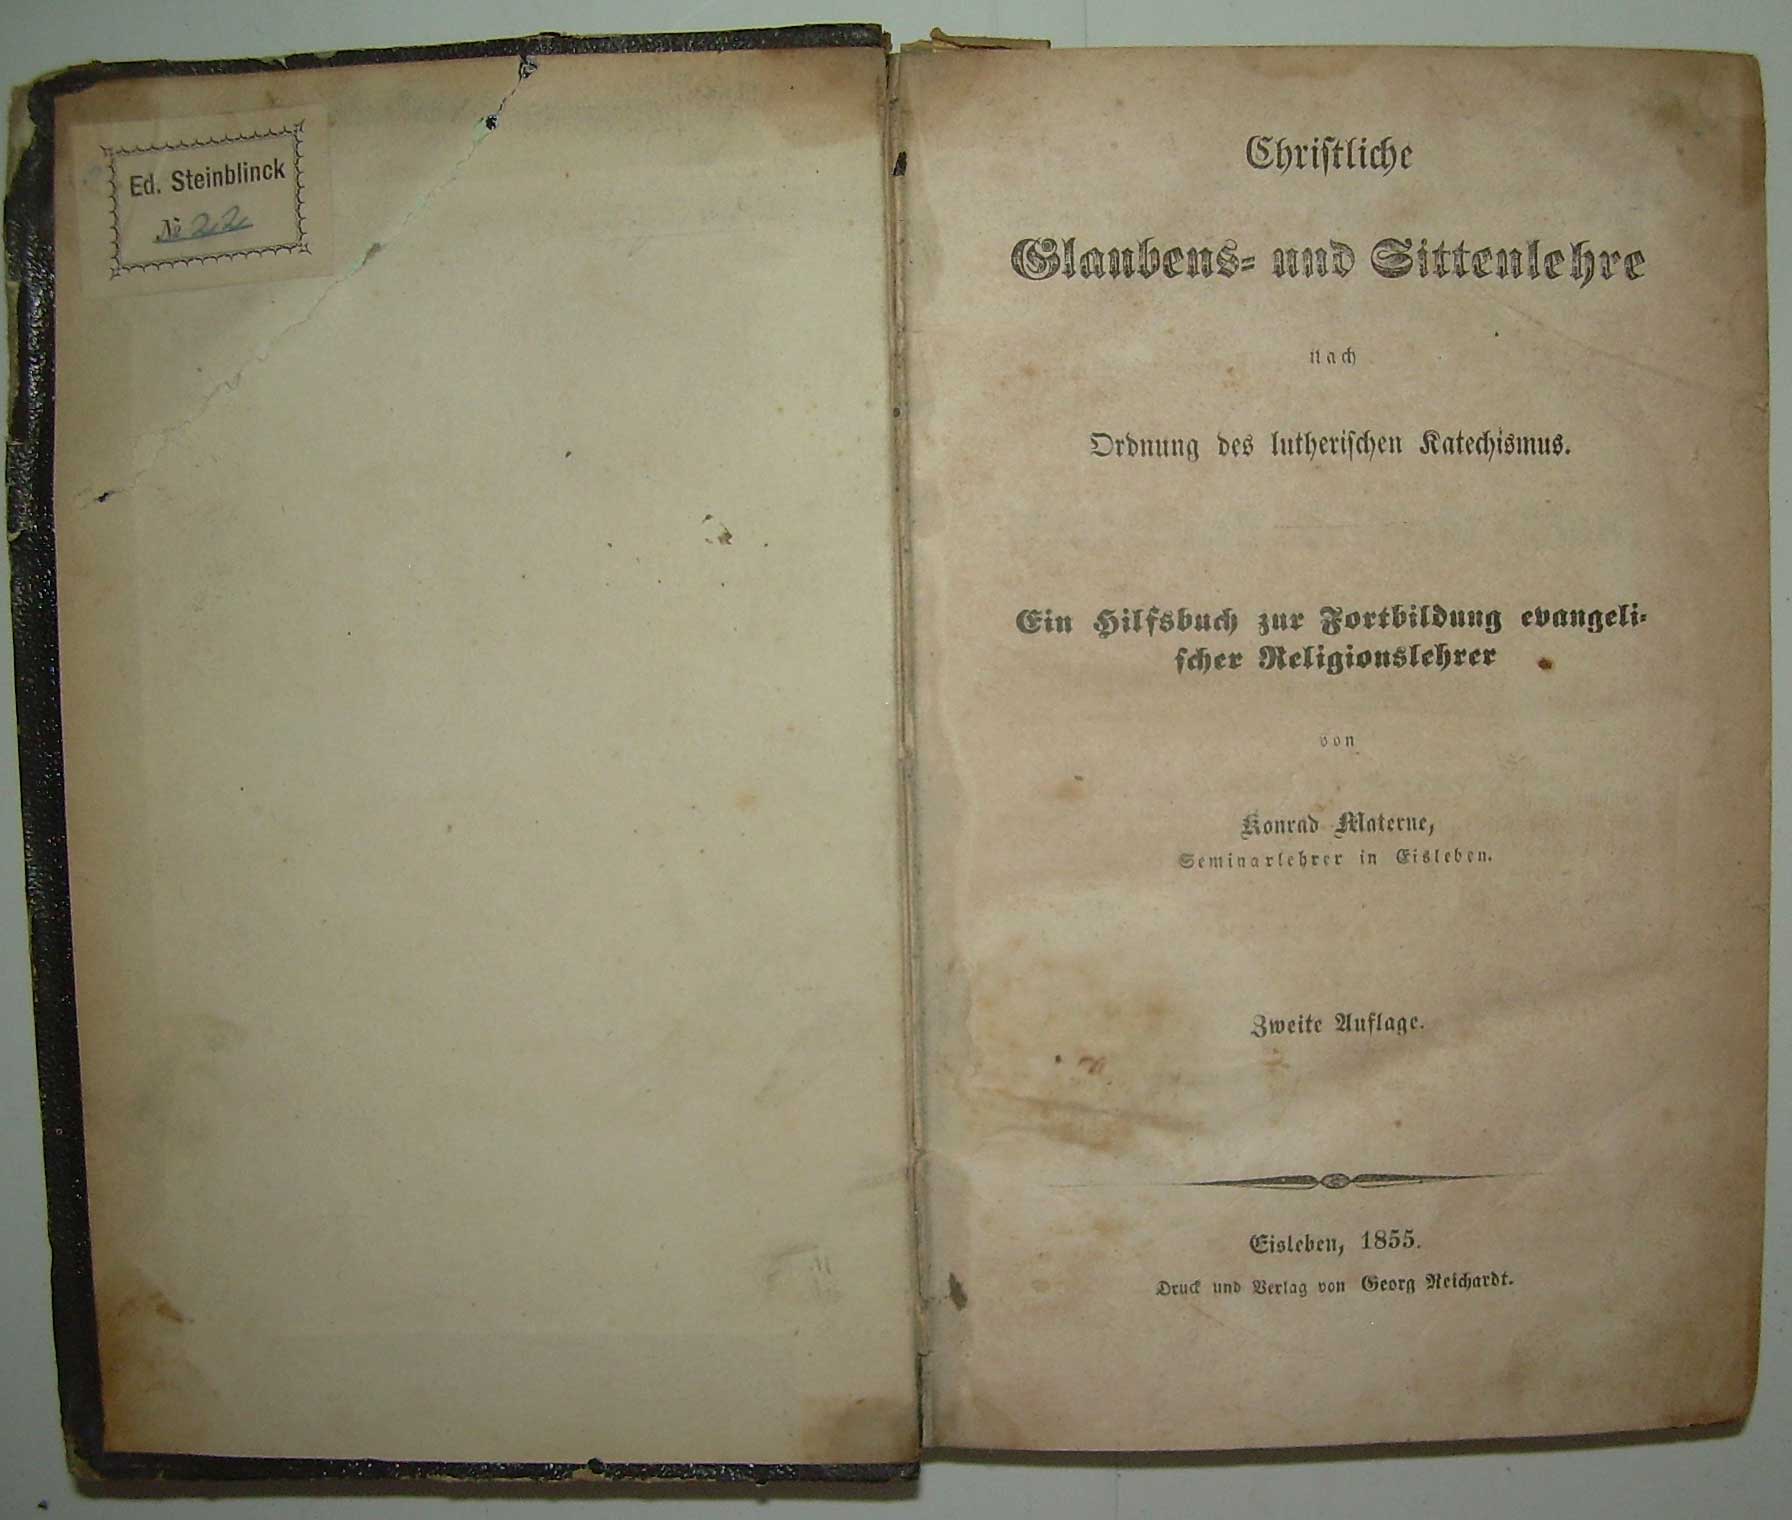 Ed. Steinblinck
№ 22
Christliche
Glaubens- und Sittenlehre
nach
Ordnung des lutherischen Katechismus.
Ein Hilfsbuch zur Fortbildung evangeli-
scher Religionslehrer
von
Konrad Materne,
Seminarlehrer in Eisleben.
Zweite Auflage.
Eisleben, 1855.
Druck und Verlag von Georg Reichardt.